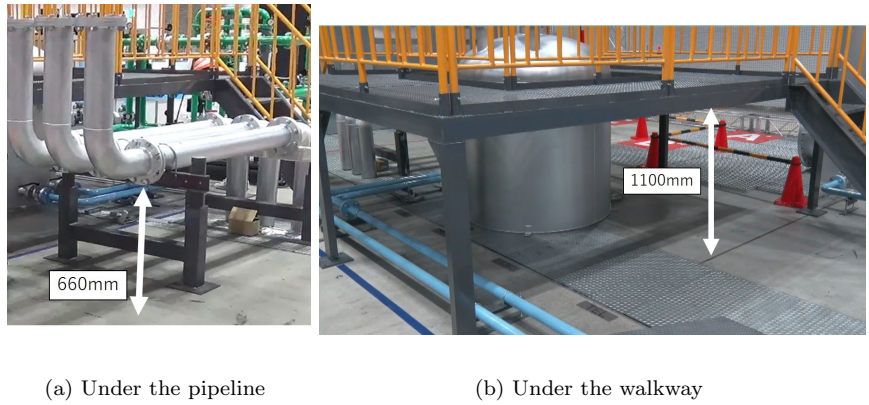 660mm
1100mm
(a) Under the pipeline
(b) Under the walkway